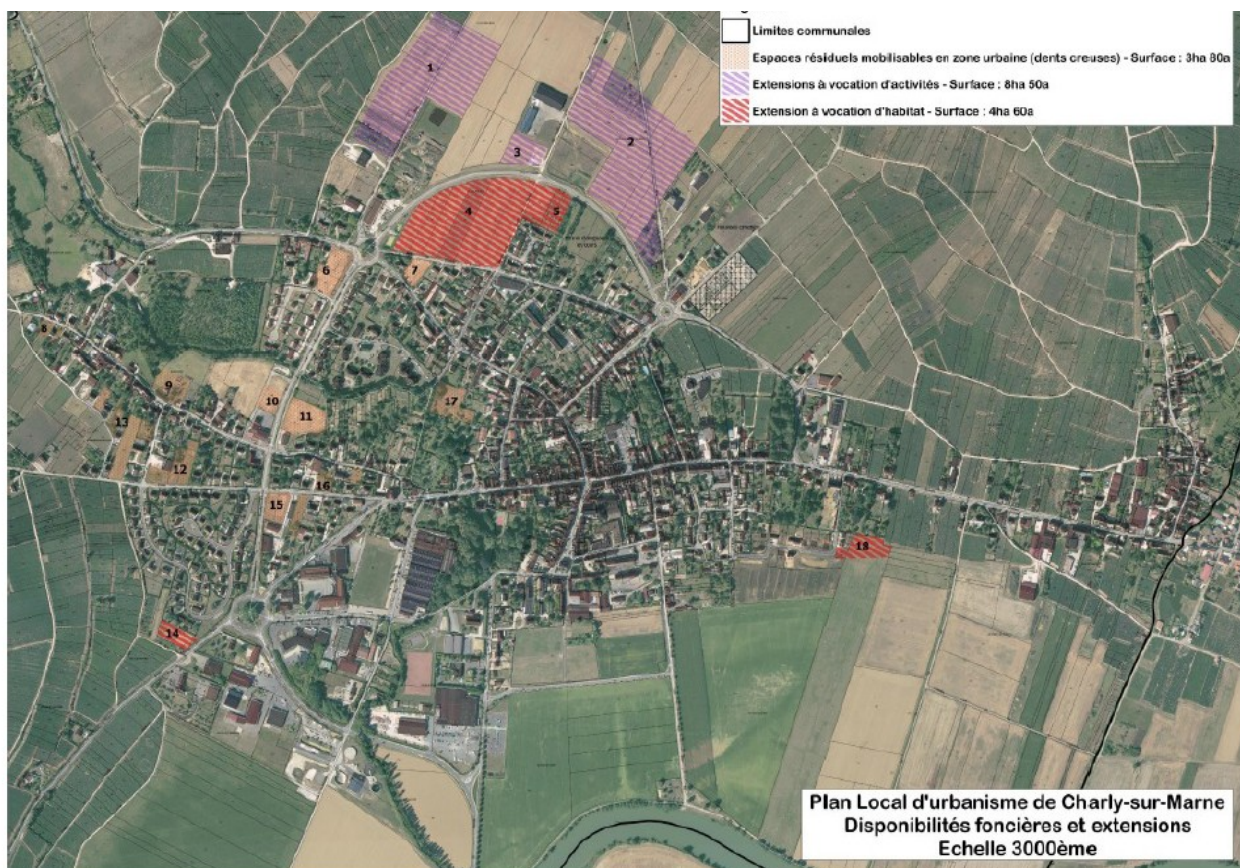 Limites communales
Espaces résiduels mobilisables en zone urbaine (dents creuses) - Surface : 3ha 80a
Extensions à vocation d'activités - Surface : 8ha 50a
Extension à vocation d'habitat - Surface : 4ha 60a
1
2
3
4
5
6
7
8
9
10
11
17
13
12
16
15
18
14
Plan Local d'urbanisme de Charly-sur-Marne
Disponibilités foncières et extensions
Echelle 3000ème